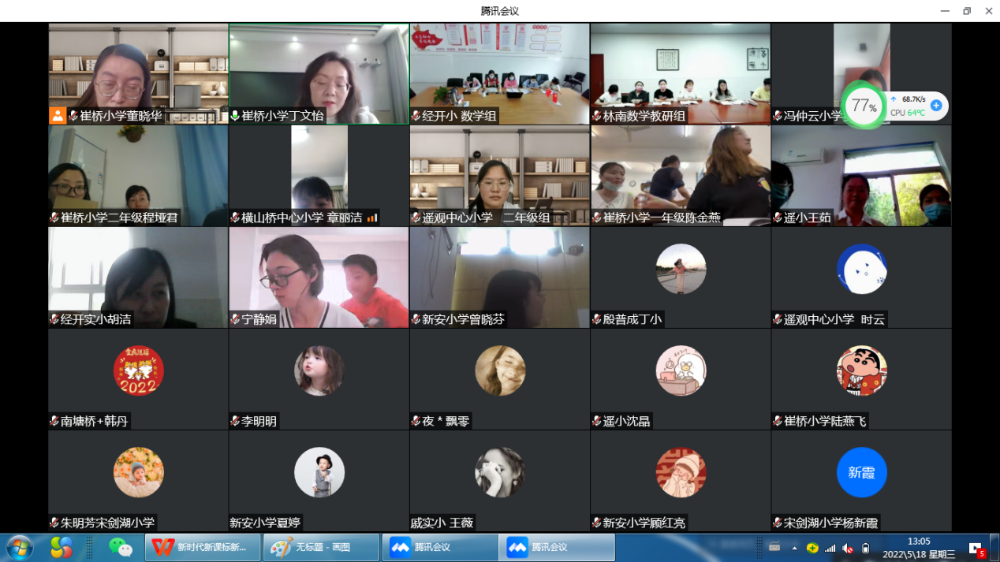 腾讯会议
崔桥小学董晓华
崔桥小学丁文怡
经开小 数学组
林南数学教研组
冯仲云小学
77%
68.7K/s
CPU 64℃
崔桥小学二年级程垭君
横山桥中心小学 章丽洁
遥观中心小学 二年级组
崔桥小学一年级陈金燕
遥小王茹
经开实小胡洁
宁静娟
新安小学曾晓芬
殷普成丁小
遥观中心小学 时云
2022
南塘桥+韩丹
李明明
夜*飘零
遥小沈晶
崔桥小学陆燕飞
新霞
朱明芳宋剑湖小学
新安小学夏婷
戚实小 王薇
新安小学顾红亮
宋剑湖小学杨新霞
新时代新课标新...
无标题 - 画图
腾讯会议
腾讯会议
13:05
2022\5\18 星期三
5